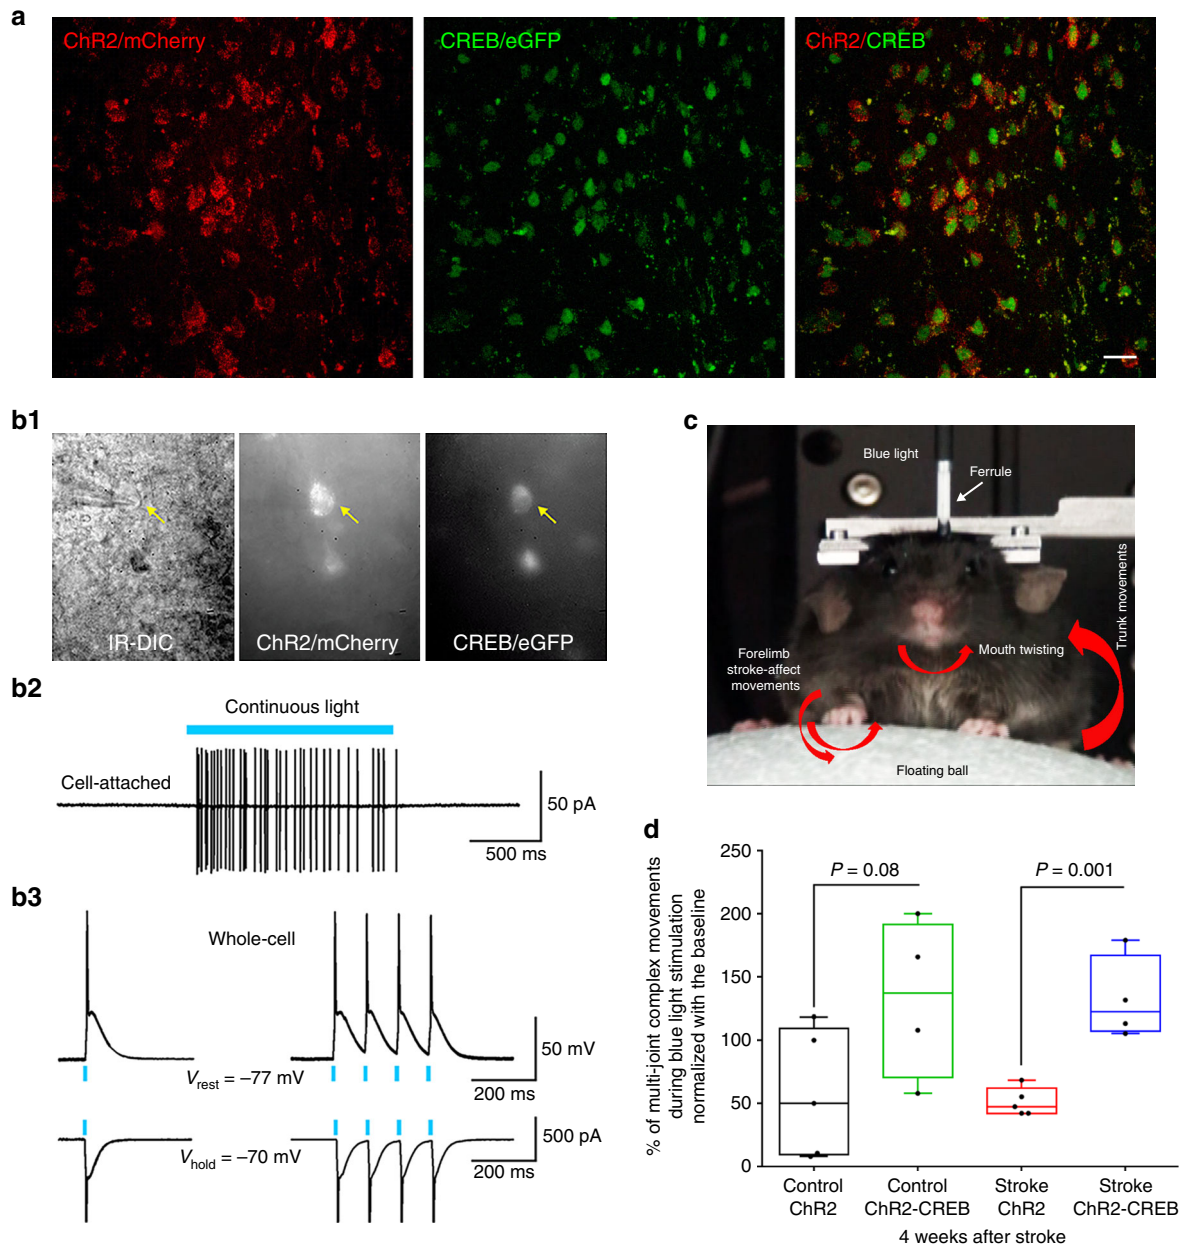 a
ChR2/mCherry
CREB/eGFP
ChR2/CREB
b1
IR-DIC
ChR2/mCherry
CREB/eGFP
b2
Continuous light
Cell-attached
50 pA
500 ms
b3
Whole-cell
50 mV
200 ms
Vrest = –77 mV
500 pA
200 ms
Vhold = –70 mV
c
Blue light
Ferrule
Trunk movements
Mouth twisting
Forelimb
stroke-affect
movements
Floating ball
d
% of multi-joint complex movements
during blue light stimulation
normalized with the baseline
250
200
150
100
50
0
P = 0.08
P = 0.001
Control
ChR2
Control
ChR2-CREB
Stroke
ChR2
Stroke
ChR2-CREB
4 weeks after stroke